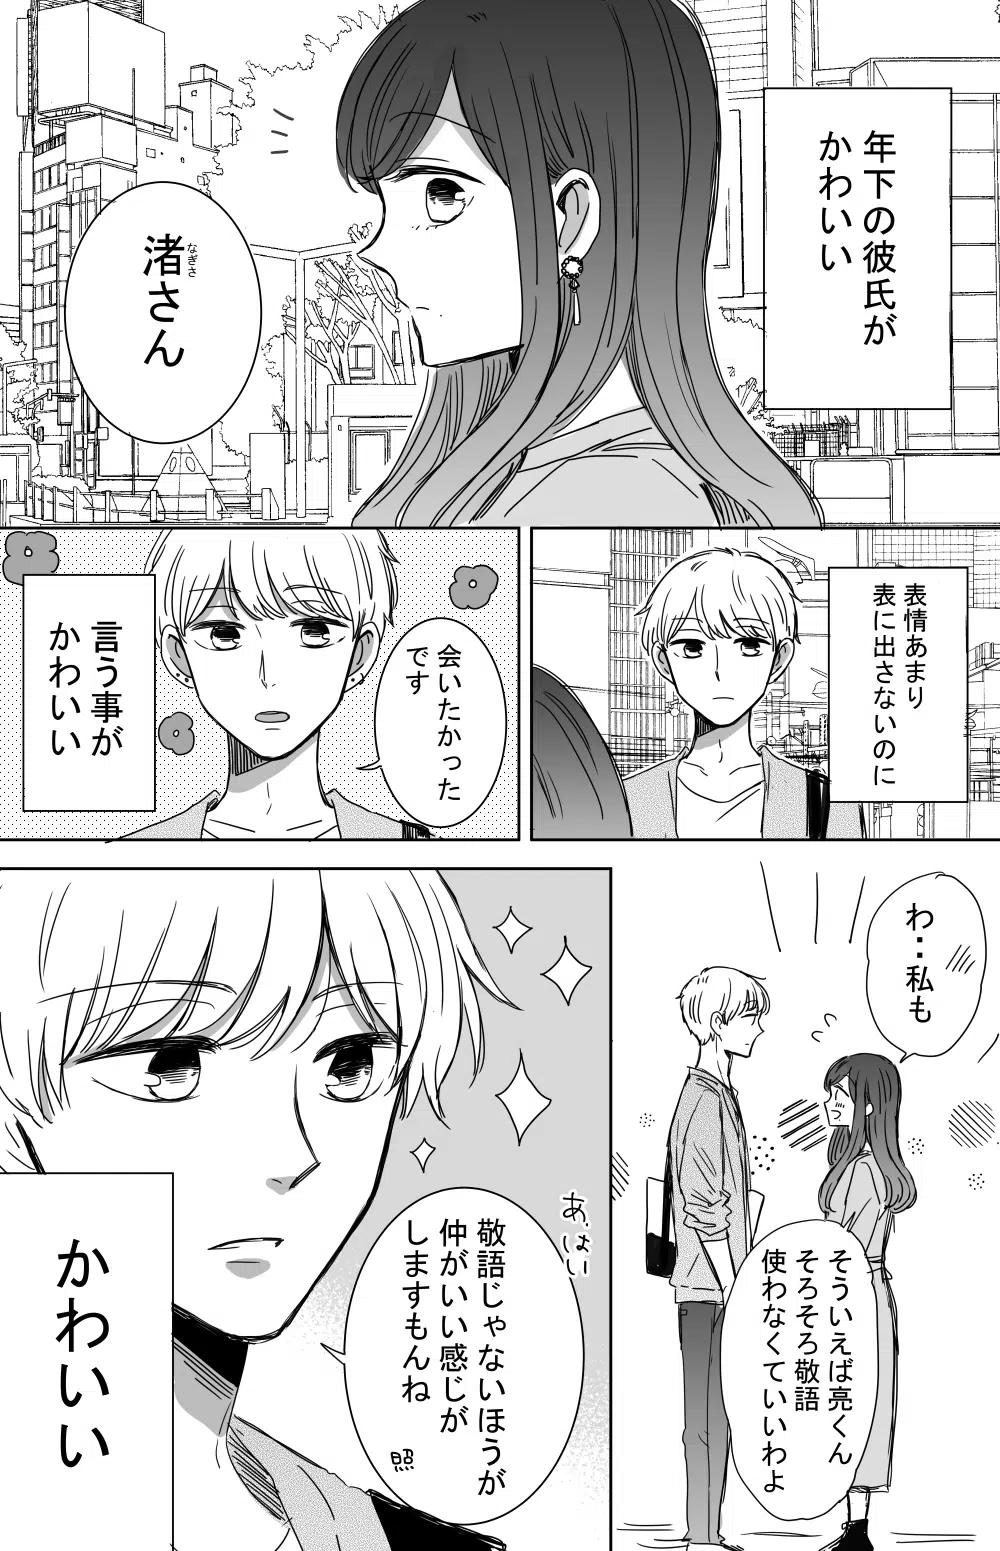 年下の彼氏が
かわいい
渚さん
なぎさ
表情あまり
表に出さないのに
会いたかった
です
言う事が
かわいい
わ・・私も
そういえば亮くん
そろそろ敬語
使わなくていいわよ
あ、はい
敬語じゃないほうが
仲がいい感じが
しますもんね
照
かわいい